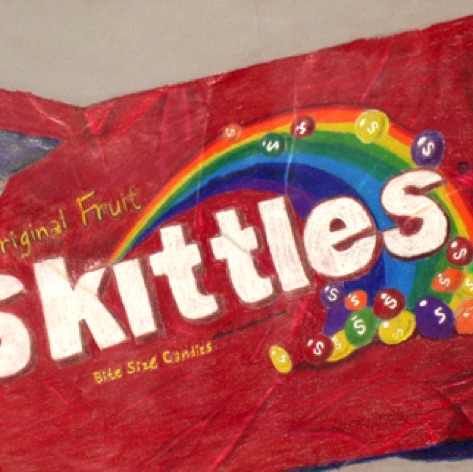 riginal Fruit
Skittles
Bite Size Candies